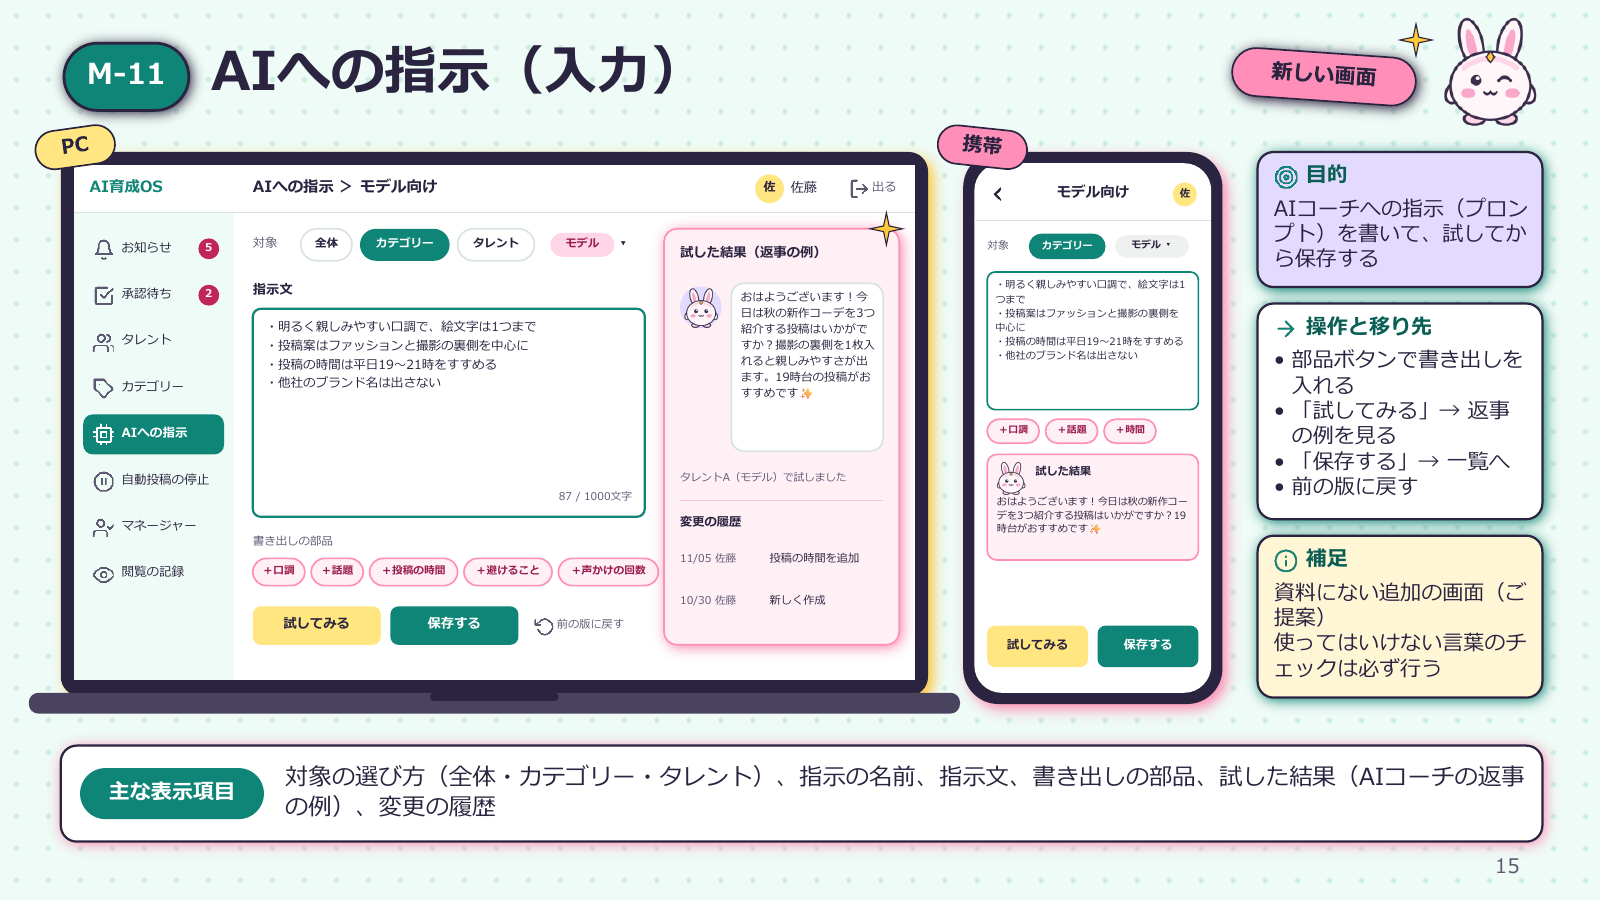 M-11
AIへの指示（入力）
新しい画面
PC
AI育成OS
AIへの指示 ＞ モデル向け
佐 佐藤
出る
お知らせ 5
承認待ち 2
タレント
カテゴリー
AIへの指示
自動投稿の停止
マネージャー
閲覧の記録
対象 全体 カテゴリー タレント モデル ▼
指示文
・明るく親しみやすい口調で、絵文字は1つまで
・投稿案はファッションと撮影の裏側を中心に
・投稿の時間は平日19〜21時をすすめる
・他社のブランド名は出さない
87 / 1000文字
書き出しの部品
＋口調 ＋話題 ＋投稿の時間 ＋避けること ＋声かけの回数
試してみる 保存する 前の版に戻す
試した結果（返事の例）
おはようございます！今
日は秋の新作コーデを3つ
紹介する投稿はいかがで
すか？撮影の裏側を1枚入
れると親しみやすさが出
ます。19時台の投稿がお
すすめです✨
タレントA（モデル）で試しました
変更の履歴
11/05 佐藤 投稿の時間を追加
10/30 佐藤 新しく作成
携帯
モデル向け
佐
対象 カテゴリー モデル ▼
・明るく親しみやすい口調で、絵文字は1
つまで
・投稿案はファッションと撮影の裏側を
中心に
・投稿の時間は平日19〜21時をすすめる
・他社のブランド名は出さない
＋口調 ＋話題 ＋時間
試した結果
おはようございます！今日は秋の新作コー
デを3つ紹介する投稿はいかがですか？19
時台がおすすめです✨
試してみる 保存する
目的
AIコーチへの指示（プロン
プト）を書いて、試してか
ら保存する
操作と移り先
• 部品ボタンで書き出しを
入れる
• 「試してみる」→ 返事
の例を見る
• 「保存する」→ 一覧へ
• 前の版に戻す
補足
資料にない追加の画面（ご
提案）
使ってはいけない言葉のチ
ェックは必ず行う
主な表示項目
対象の選び方（全体・カテゴリー・タレント）、指示の名前、指示文、書き出しの部品、試した結果（AIコーチの返事
の例）、変更の履歴
15